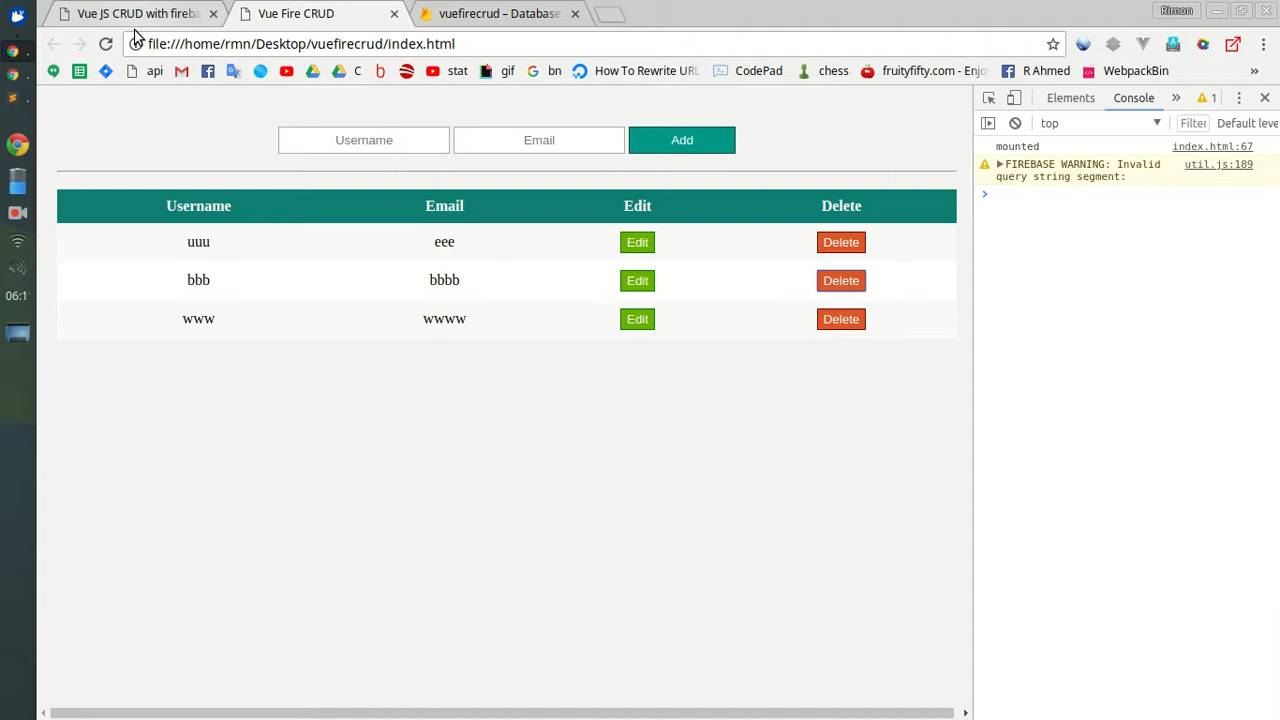 Vue JS CRUD with fireba
Vue Fire CRUD
vuefirecrud – Database
Rimon
file:///home/rmn/Desktop/vuefirecrud/index.html
api
C
stat
gif
bn
How To Rewrite URL
CodePad
chess
fruityfifty.com - Enjo
R Ahmed
WebpackBin
»
Elements
Console
»
1
top
Filter
Default leve
mounted
index.html:67
FIREBASE WARNING: Invalid query string segment:
util.js:189
Username
Email
Add
Username Email Edit Delete
uuu eee Edit Delete
bbb bbbb Edit Delete
www wwww Edit Delete
06:1